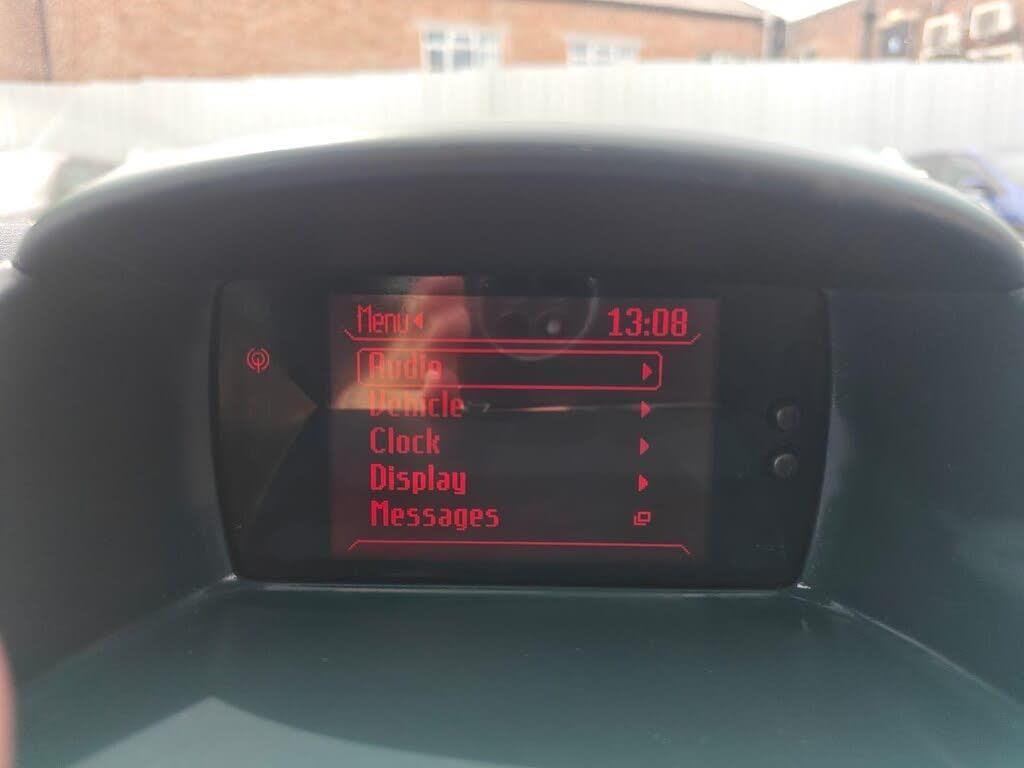 Menu
13:08
Audio
Vehicle
Clock
Display
Messages